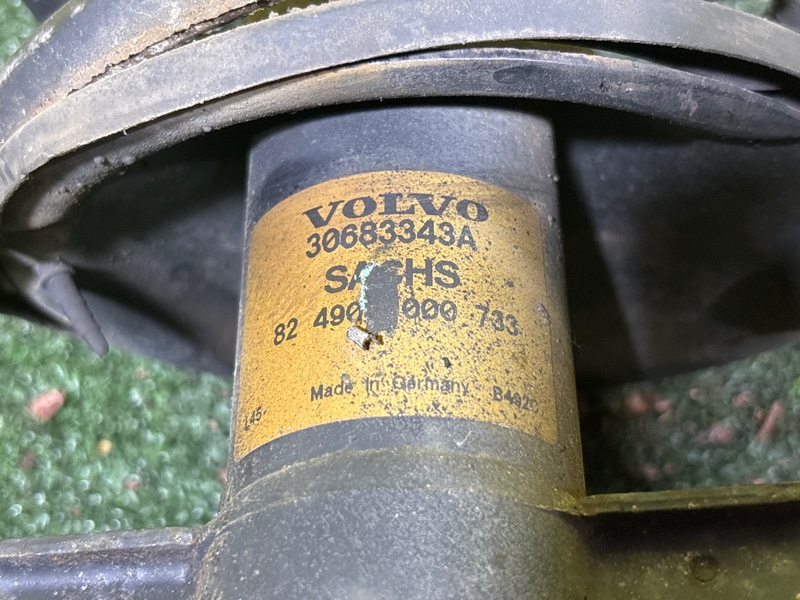 VOLVO
30683343A
SACHS
82 490 000 733
Made in Germany
L45